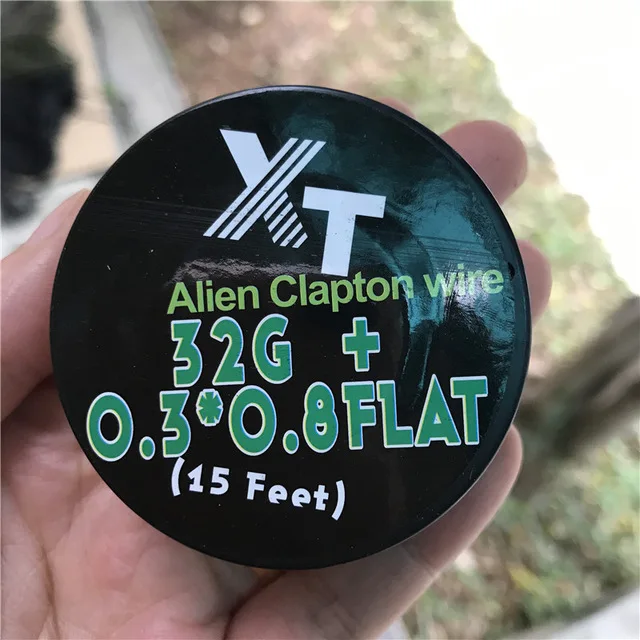 XT
Alien Clapton wire
32G +
0.3*0.8FLAT
(15 Feet)